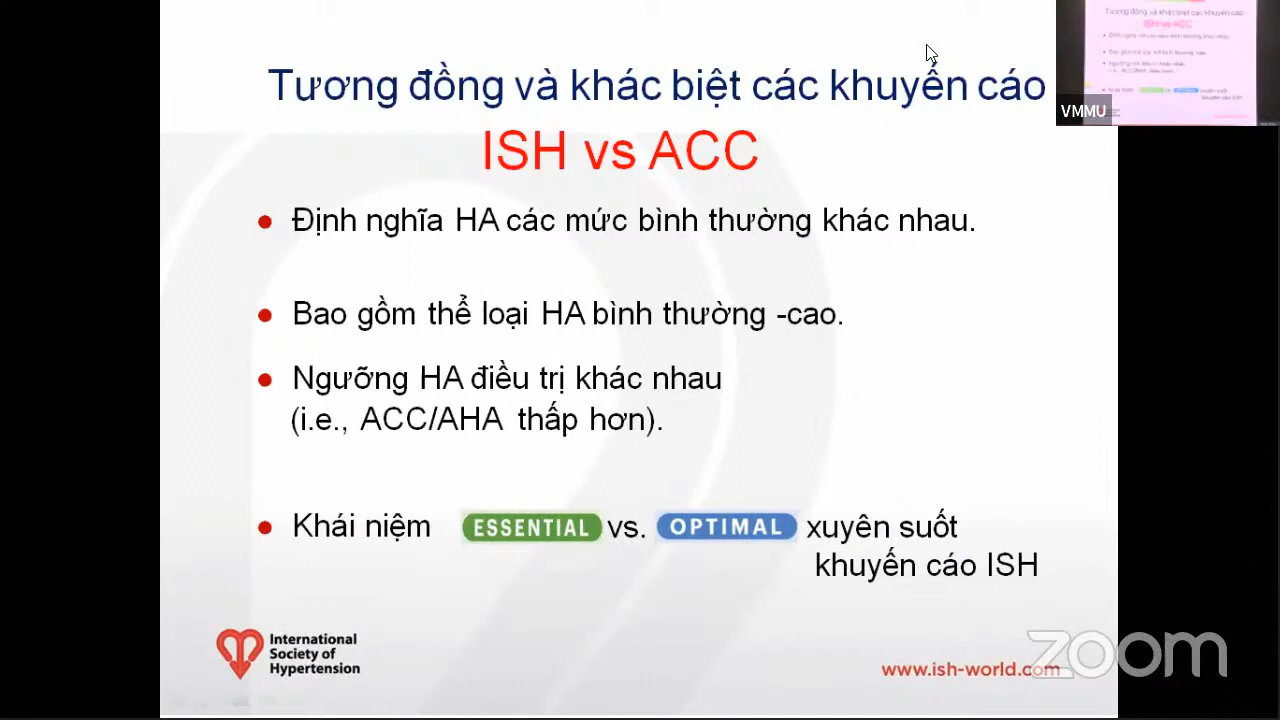 Tương đồng và khác biệt các khuyến cáo
ISH vs ACC
VMMU
• Định nghĩa HA các mức bình thường khác nhau.
• Bao gồm thể loại HA bình thường -cao.
• Ngưỡng HA điều trị khác nhau
(i.e., ACC/AHA thấp hơn).
• Khái niệm ESSENTIAL vs. OPTIMAL xuyên suốt
khuyến cáo ISH
International
Society of
Hypertension
www.ish-world.com
zoom